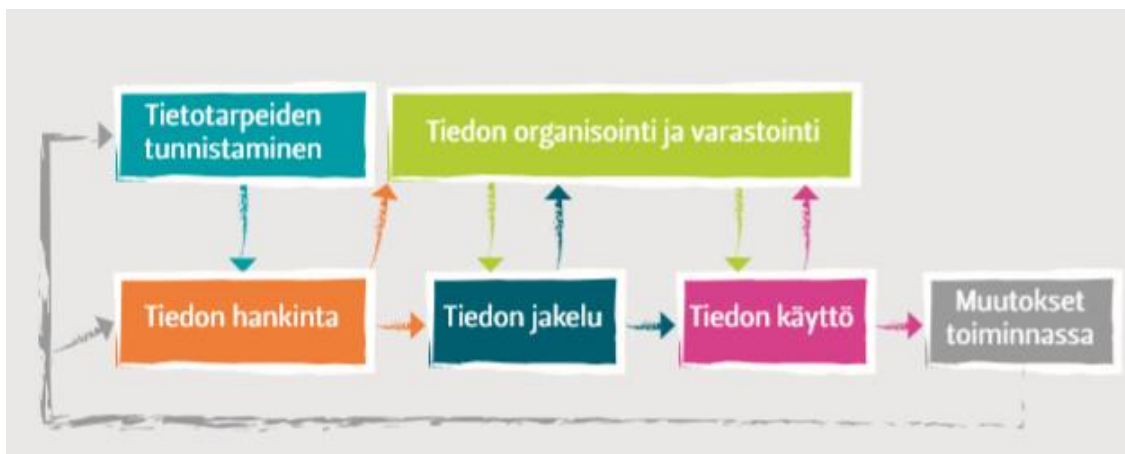 Tietotarpeiden
tunnistaminen
Tiedon organisointi ja varastointi
Tiedon hankinta
Tiedon jakelu
Tiedon käyttö
Muutokset
toiminnassa